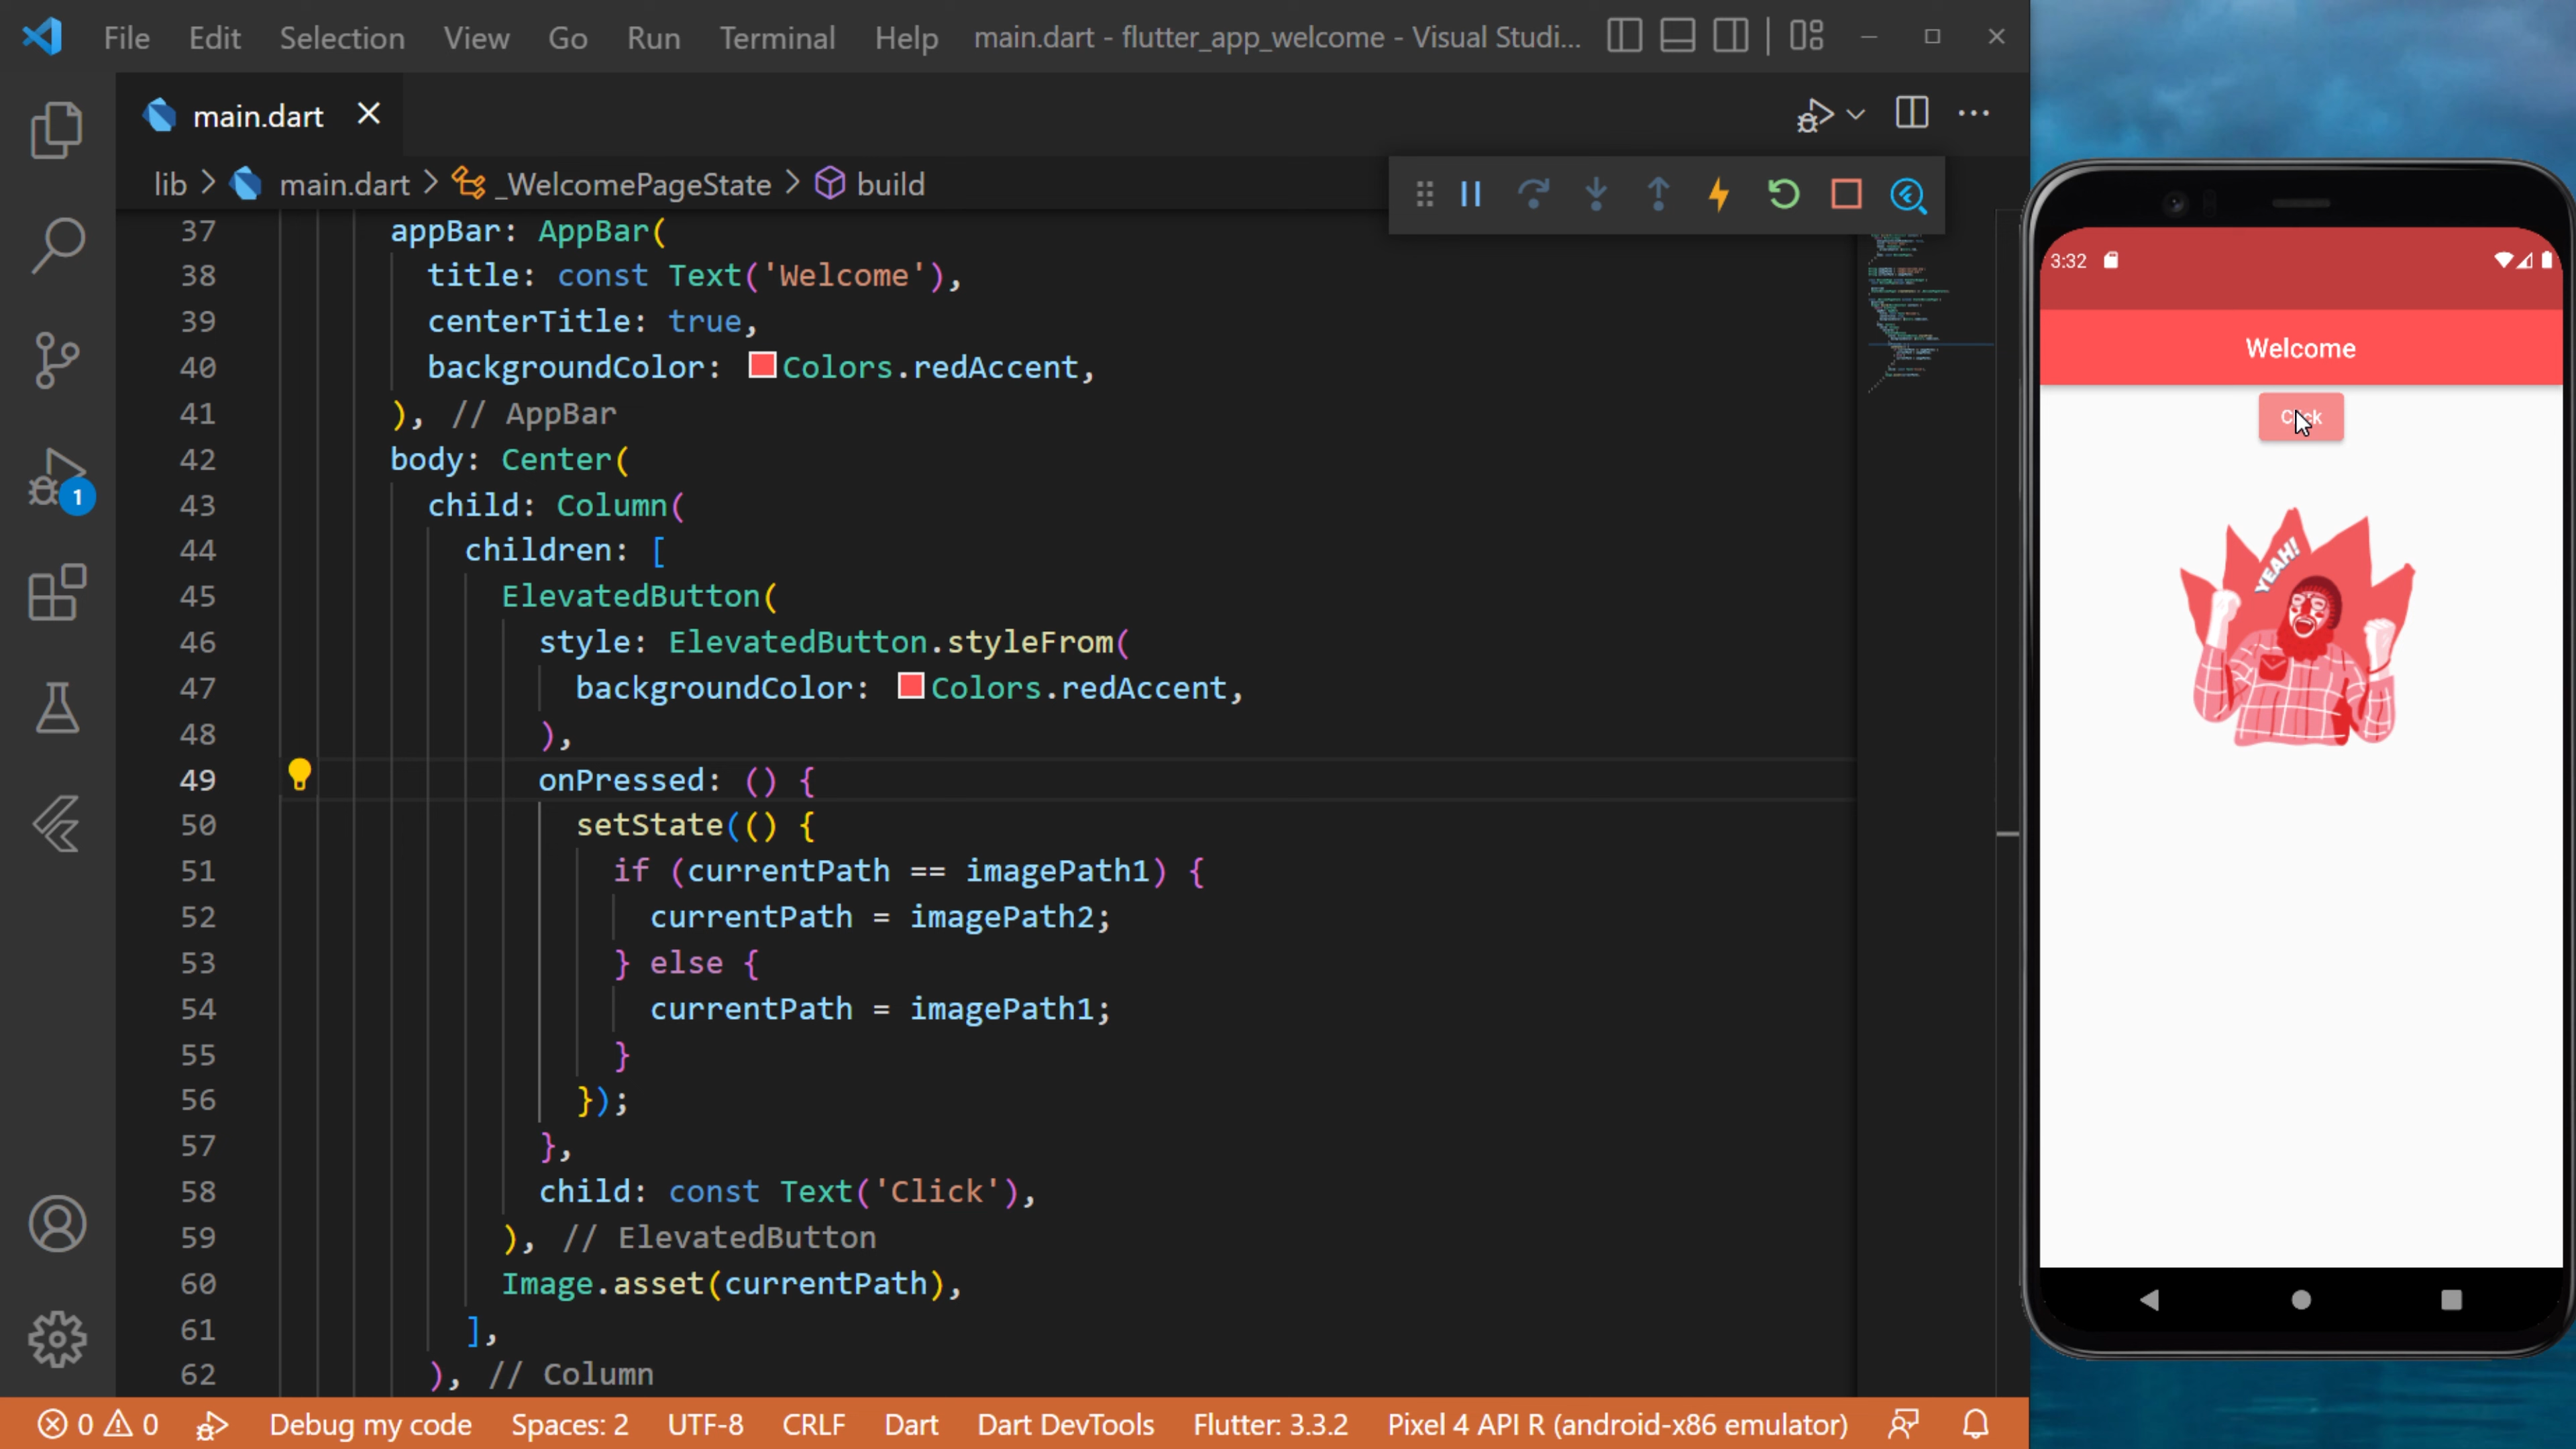 File Edit Selection View Go Run Terminal Help main.dart - flutter_app_welcome - Visual Studi...
main.dart
lib > main.dart > _WelcomePageState > build
37 appBar: AppBar(
38 title: const Text('Welcome'),
39 centerTitle: true,
40 backgroundColor: Colors.redAccent,
41 ), // AppBar
42 body: Center(
43 child: Column(
44 children: [
45 ElevatedButton(
46 style: ElevatedButton.styleFrom(
47 backgroundColor: Colors.redAccent,
48 ),
49 onPressed: () {
50 setState(() {
51 if (currentPath == imagePath1) {
52 currentPath = imagePath2;
53 } else {
54 currentPath = imagePath1;
55 }
56 });
57 },
58 child: const Text('Click'),
59 ), // ElevatedButton
60 Image.asset(currentPath),
61 ],
62 ), // Column
1
0 0 Debug my code Spaces: 2 UTF-8 CRLF Dart Dart DevTools Flutter: 3.3.2 Pixel 4 API R (android-x86 emulator)
3:32
Welcome
Click
YEAH!